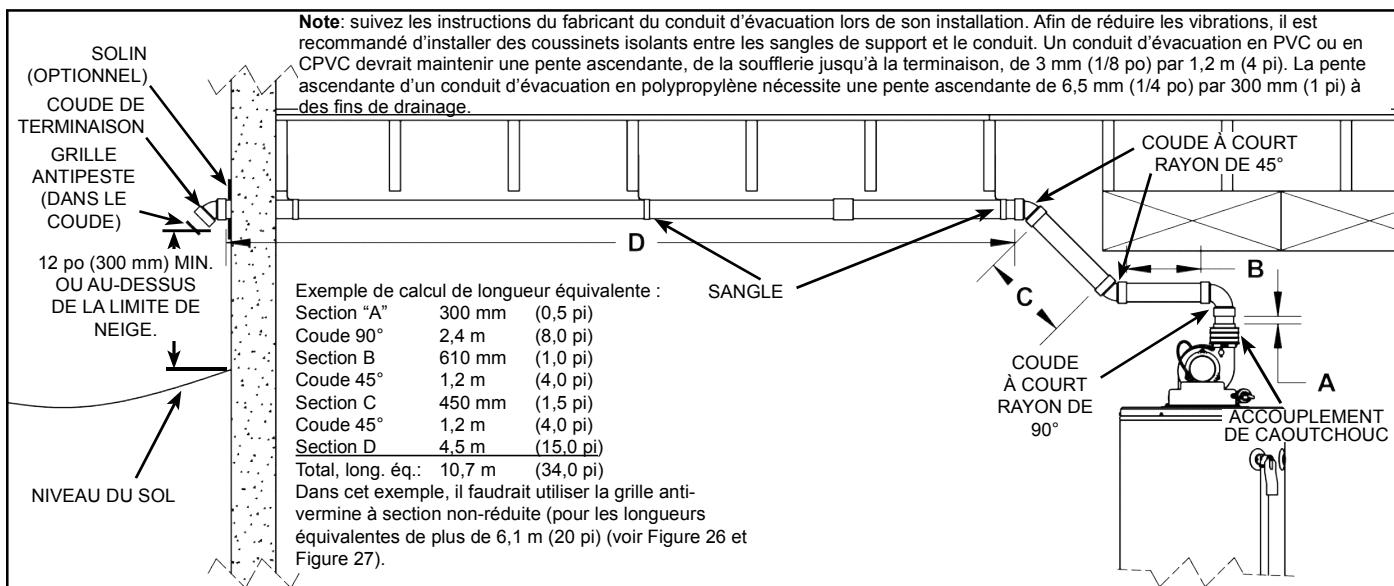 Note: suivez les instructions du fabricant du conduit d’évacuation lors de son installation. Afin de réduire les vibrations, il est
recommandé d’installer des coussinets isolants entre les sangles de support et le conduit. Un conduit d’évacuation en PVC ou en
CPVC devrait maintenir une pente ascendante, de la soufflerie jusqu’à la terminaison, de 3 mm (1/8 po) par 1,2 m (4 pi). La pente
ascendante d’un conduit d’évacuation en polypropylène nécessite une pente ascendante de 6,5 mm (1/4 po) par 300 mm (1 pi) à
des fins de drainage.
SOLIN
(OPTIONNEL)
COUDE DE
TERMINAISON
GRILLE
ANTIPESTE
(DANS LE
COUDE)
12 po (300 mm) MIN.
OU AU-DESSUS
DE LA LIMITE DE
NEIGE.
NIVEAU DU SOL
D
SANGLE
COUDE À COURT
RAYON DE 45°
C
B
A
COUDE
À COURT
RAYON DE
90°
ACCOUPLEMENT
DE CAOUTCHOUC
Exemple de calcul de longueur équivalente :
Section “A” 300 mm (0,5 pi)
Coude 90° 2,4 m (8,0 pi)
Section B 610 mm (1,0 pi)
Coude 45° 1,2 m (4,0 pi)
Section C 450 mm (1,5 pi)
Coude 45° 1,2 m (4,0 pi)
Section D 4,5 m (15,0 pi)
Total, long. éq.: 10,7 m (34,0 pi)
Dans cet exemple, il faudrait utiliser la grille anti-
vermine à section non-réduite (pour les longueurs
équivalentes de plus de 6,1 m (20 pi) (voir Figure 26 et
Figure 27).